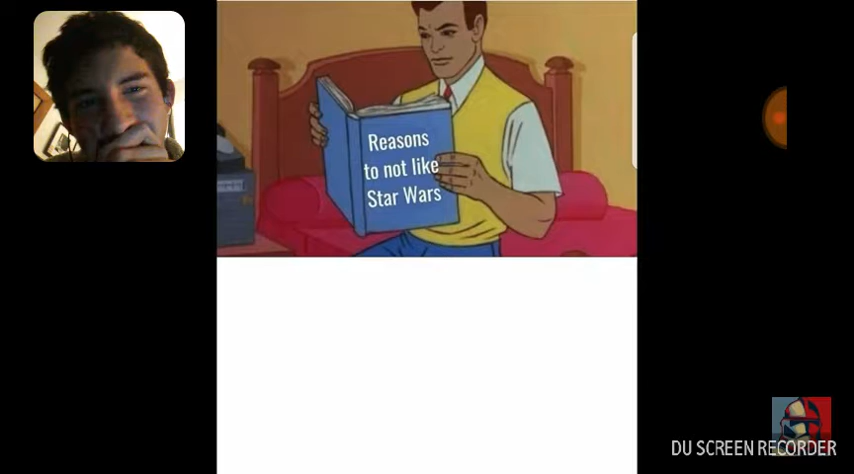 Reasons
to not like
Star Wars
DU SCREEN RECORDER